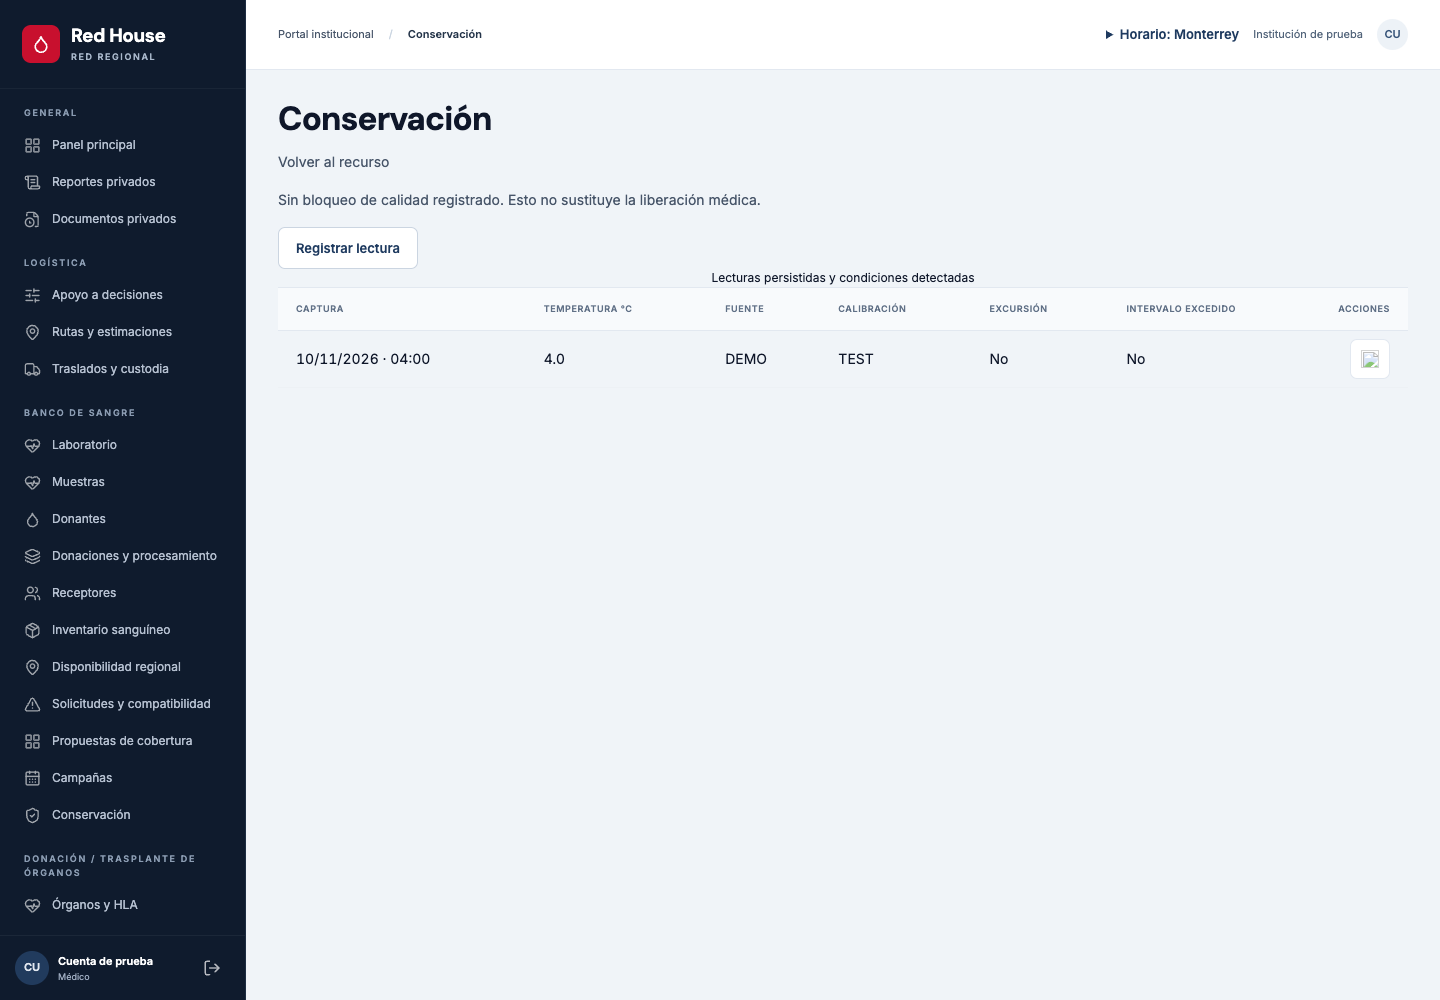 Red House
RED REGIONAL
GENERAL
Panel principal
Reportes privados
Documentos privados
LOGÍSTICA
Apoyo a decisiones
Rutas y estimaciones
Traslados y custodia
BANCO DE SANGRE
Laboratorio
Muestras
Donantes
Donaciones y procesamiento
Receptores
Inventario sanguíneo
Disponibilidad regional
Solicitudes y compatibilidad
Propuestas de cobertura
Campañas
Conservación
DONACIÓN / TRASPLANTE DE
ÓRGANOS
Órganos y HLA
CU
Cuenta de prueba
Médico
Portal institucional / Conservación
Horario: Monterrey
Institución de prueba
CU
Conservación
Volver al recurso
Sin bloqueo de calidad registrado. Esto no sustituye la liberación médica.
Registrar lectura
Lecturas persistidas y condiciones detectadas
CAPTURA TEMPERATURA °C FUENTE CALIBRACIÓN EXCURSIÓN INTERVALO EXCEDIDO ACCIONES
10/11/2026 · 04:00 4.0 DEMO TEST No No